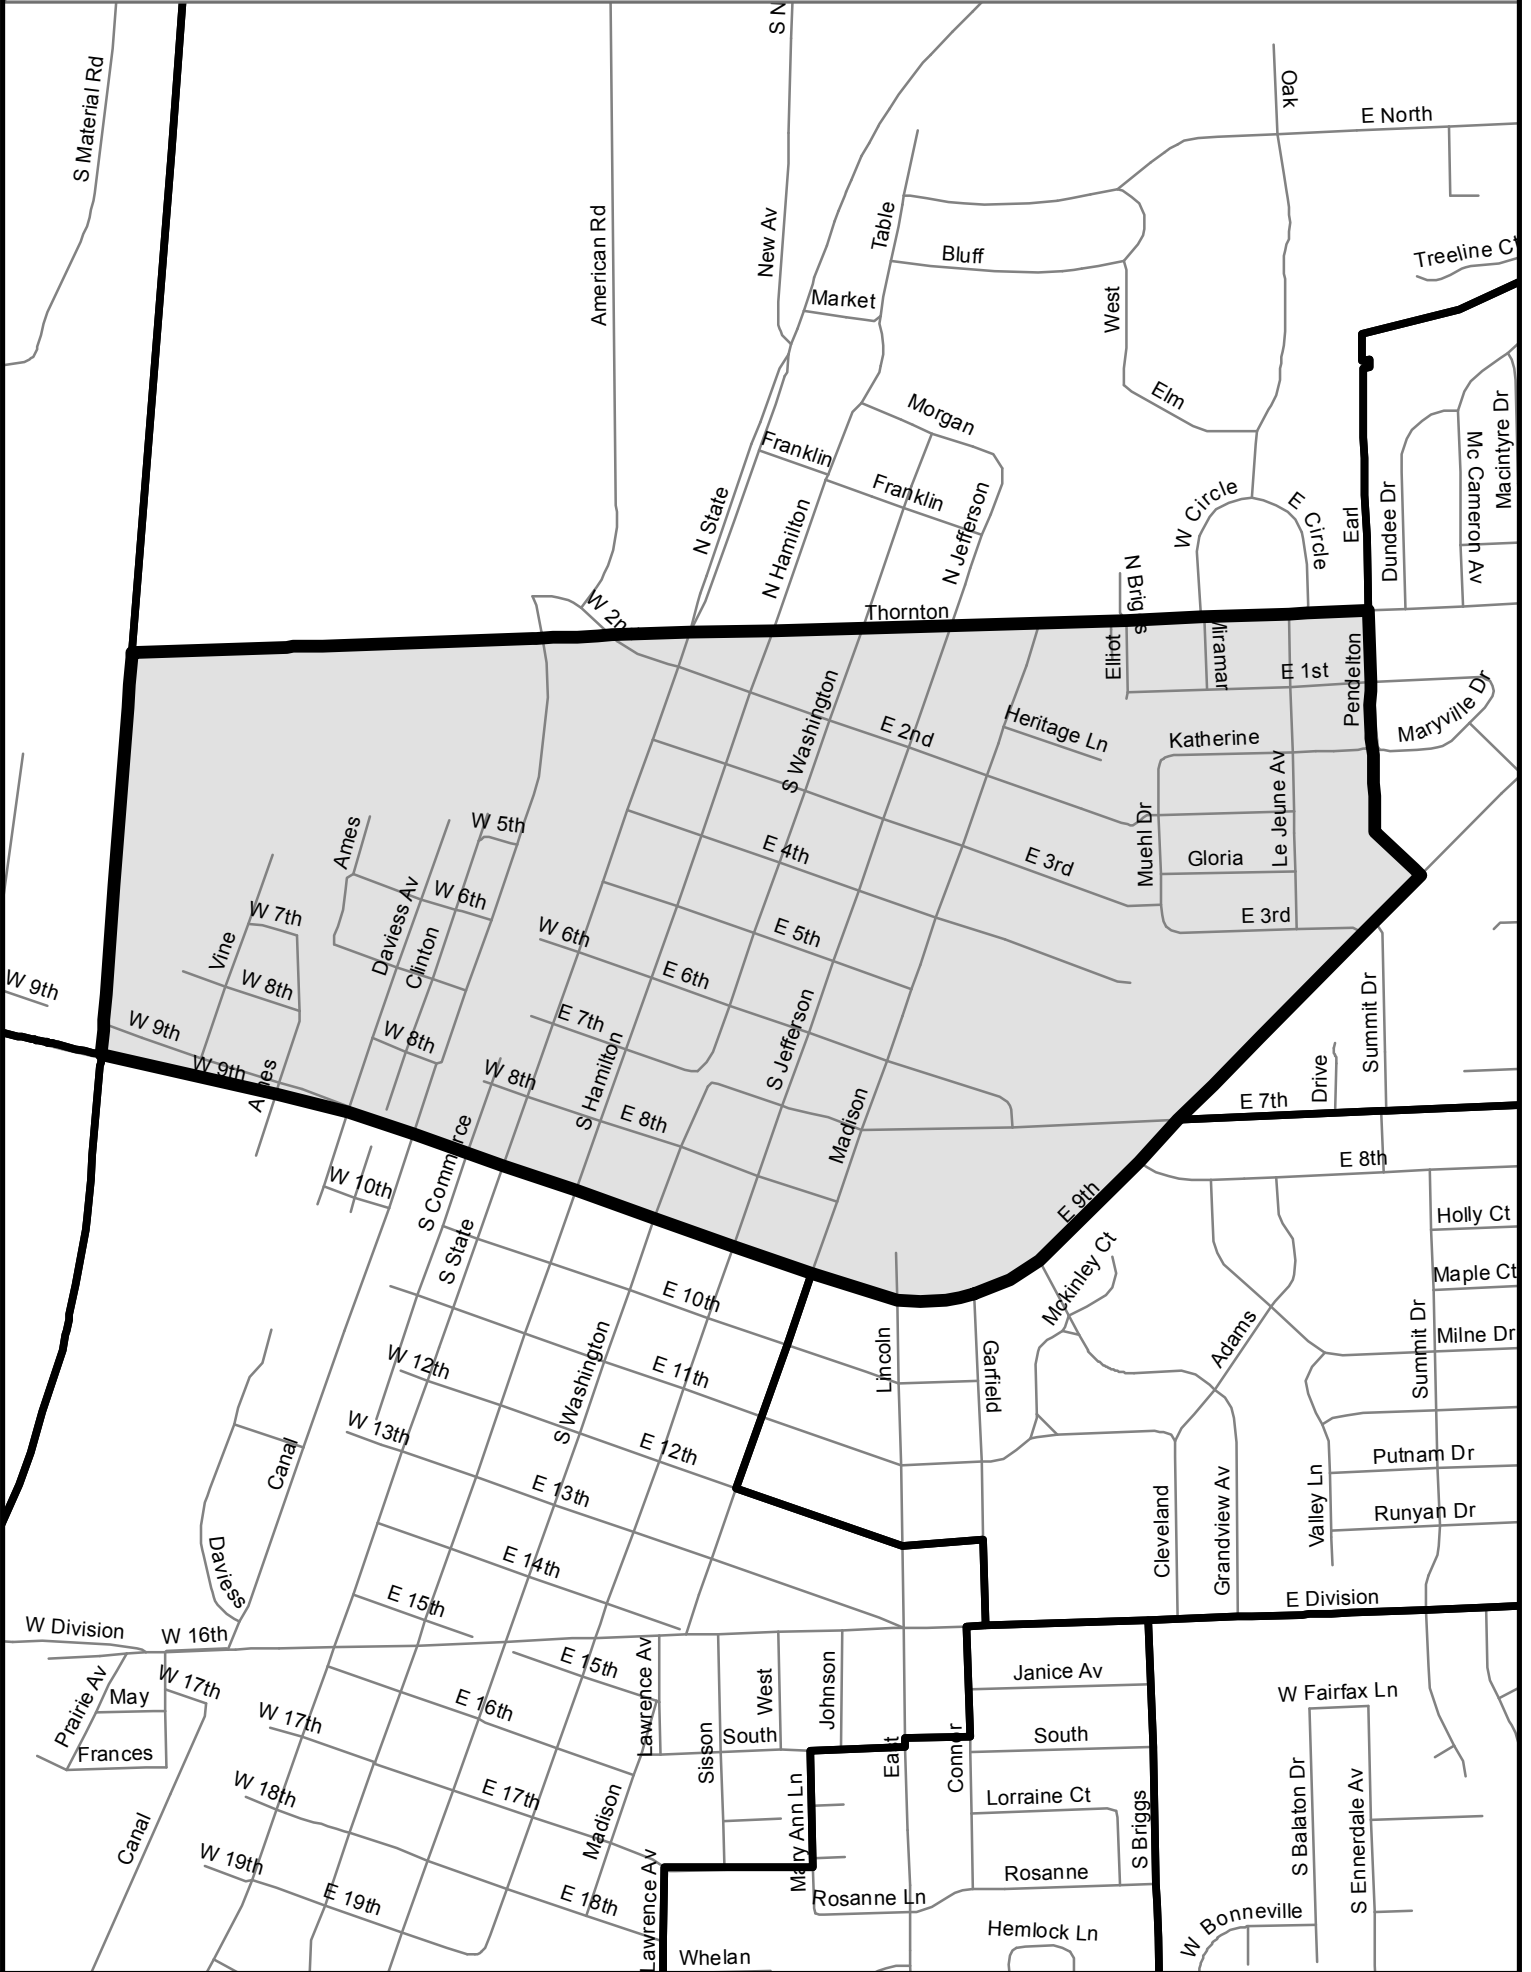 S N
S Material Rd
Oak
E North
American Rd
New Av
Table
Bluff
Treeline
Market
West
Elm
Morgan
Macintyre Dr
Mc Cameron Av
Franklin
Franklin
N State
N Hamilton
N Jefferson
W Circle
E Circle
Earl
Dundee Dr
N Briggs
W 2n
Thornton
Elliot
Miramar
E 1st
Pendelton
Maryville Dr
S Washington
E 2nd
Heritage Ln
Katherine
Le Jeune Av
Muehl Dr
Ames
W 5th
E 4th
E 3rd
Gloria
E 3rd
W 6th
Daviess Av
Clinton
W 7th
Vine
W 6th
E 5th
W 8th
E 6th
W 9th
W 9th
W 8th
E 7th
S Jefferson
Summit Dr
W 9th
Ames
W 8th
S Hamilton
E 8th
Madison
Drive
E 7th
S Commerce
W 10th
E 8th
E 9th
Holly Ct
S State
Mckinley Ct
Maple Ct
E 10th
Lincoln
Garfield
Adams
Summit Dr
Milne Dr
W 12th
S Washington
E 11th
W 13th
E 12th
Canal
E 13th
Putnam Dr
Valley Ln
Runyan Dr
Cleveland
Grandview Av
E 14th
Daviess
E 15th
E Division
W Division
W 16th
W 17th
Prairie Av
May
E 15th
Lawrence Av
West
Johnson
Janice Av
W Fairfax Ln
W 17th
E 16th
Sisson
South
South
Frances
East
Connor
W 18th
E 17th
Madison
Mary Ann Ln
Lorraine Ct
S Briggs
S Balaton Dr
S Ennerdale Av
Canal
W 19th
E 19th
E 18th
Lawrence Av
Rosanne Ln
Rosanne
W Bonneville
Hemlock Ln
Whelan